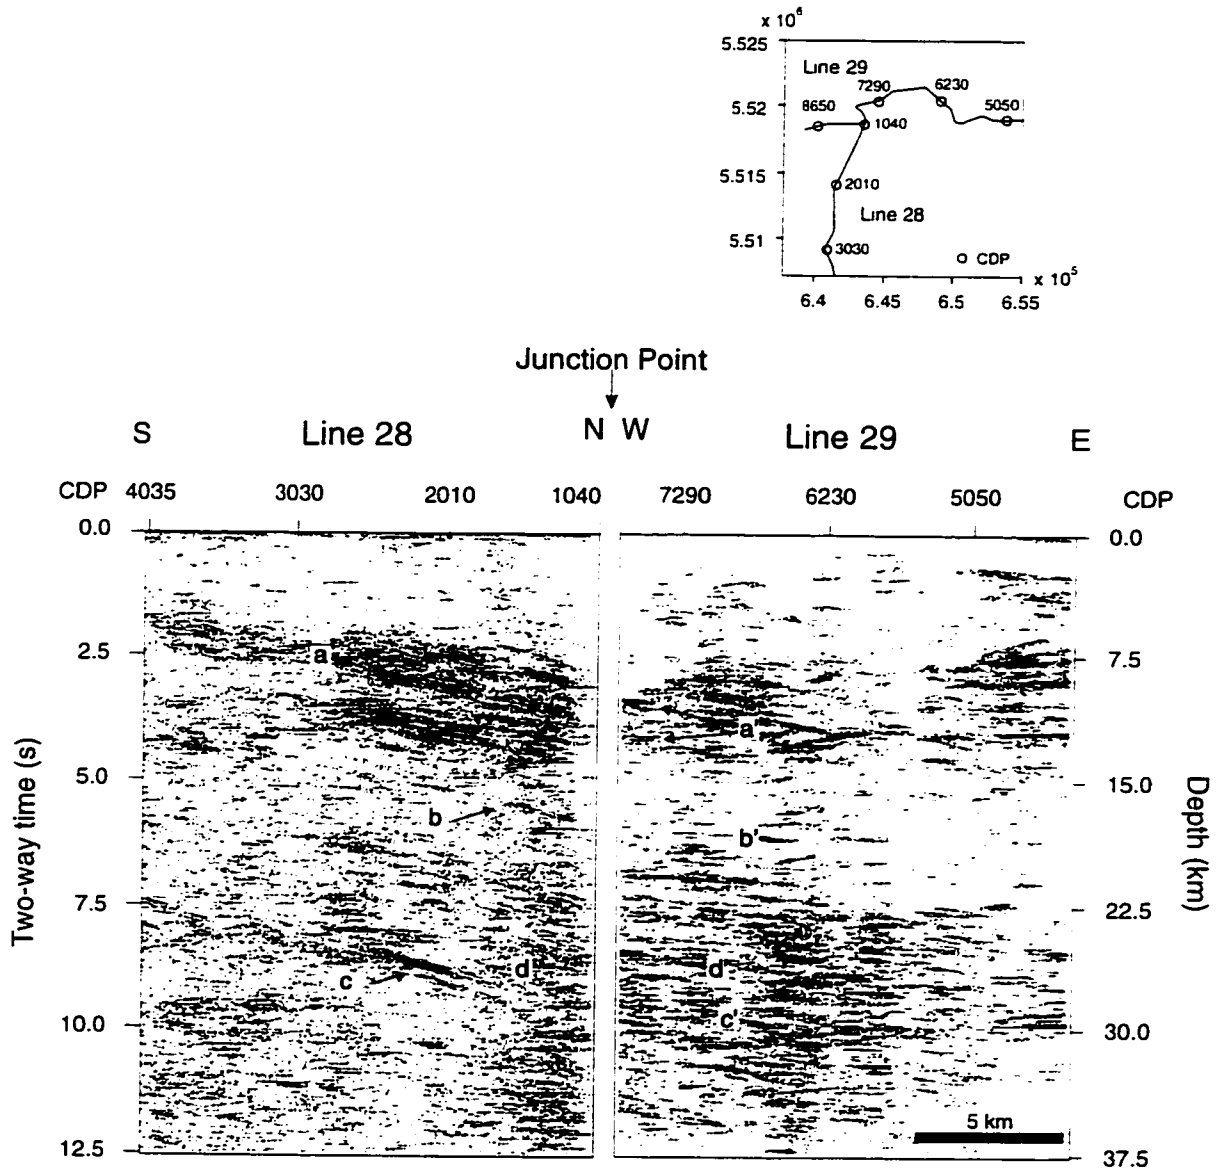 x 10⁶
5.525
Line 29
7290
6230
8650
5050
5.52
1040
5.515
2010
Line 28
5.51
3030
o CDP
x 10⁵
6.4 6.45 6.5 6.55
Junction Point
S Line 28 N W Line 29 E
CDP 4035 3030 2010 1040 7290 6230 5050 CDP
0.0 0.0
2.5 a 7.5
a'
5.0 15.0
b b'
7.5 22.5
c d d'
c'
10.0 30.0
5 km
12.5 37.5
Two-way time (s)
Depth (km)